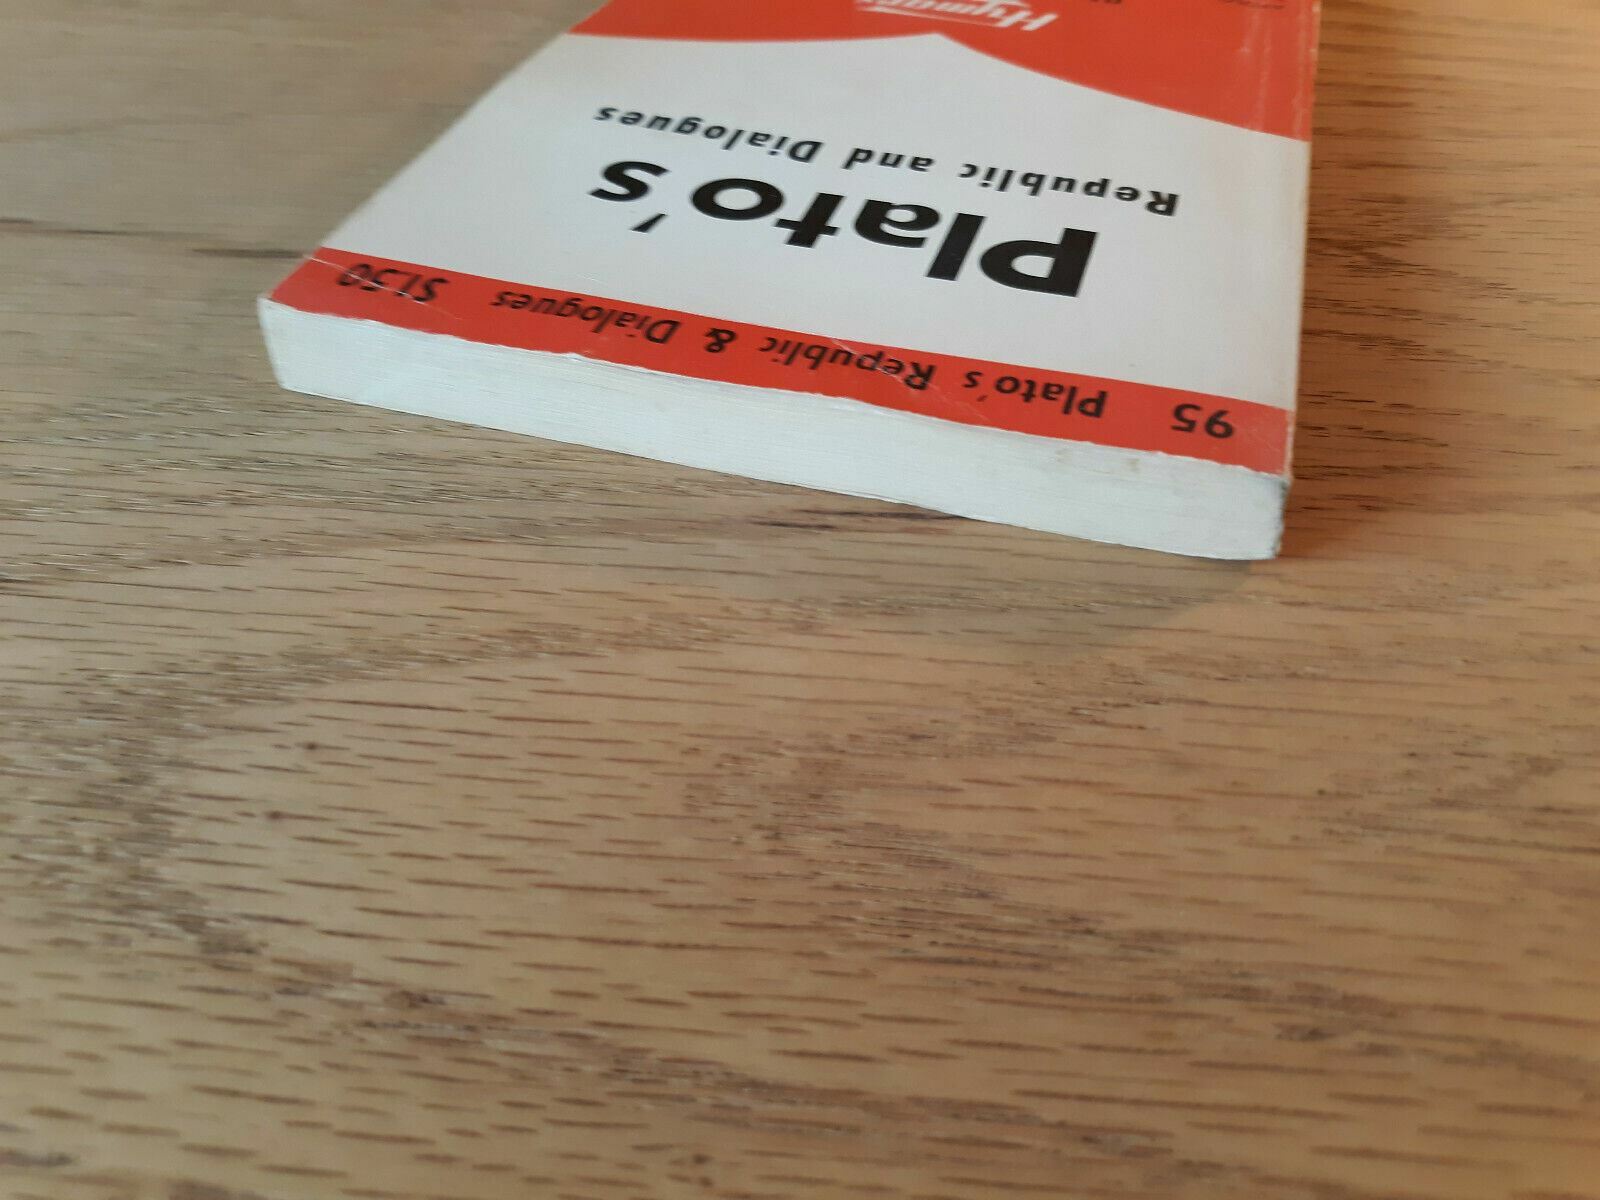 95 Plato's Republic & Dialogues $1.50
Plato's
Republic and Dialogues